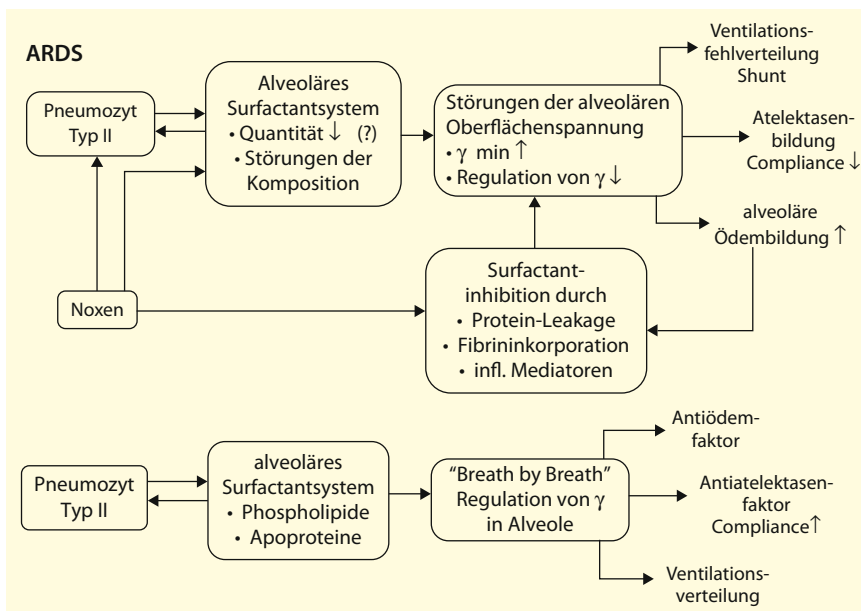 ARDS
Pneumozyt
Typ II
Alveoläres
Surfactantsystem
• Quantität ↓ (?)
• Störungen der
Komposition
Störungen der alveolären
Oberflächenspannung
• γ min ↑
• Regulation von γ ↓
Ventilations-
fehlverteilung
Shunt
Atelektasen-
bildung
Compliance ↓
alveoläre
Ödembildung ↑
Noxen
Surfactant-
inhibition durch
• Protein-Leakage
• Fibrininkorporation
• infl. Mediatoren
Pneumozyt
Typ II
alveoläres
Surfactantsystem
• Phospholipide
• Apoproteine
“Breath by Breath”
Regulation von γ
in Alveole
Antiödem-
faktor
Antiatelektasen-
faktor
Compliance↑
Ventilations-
verteilung